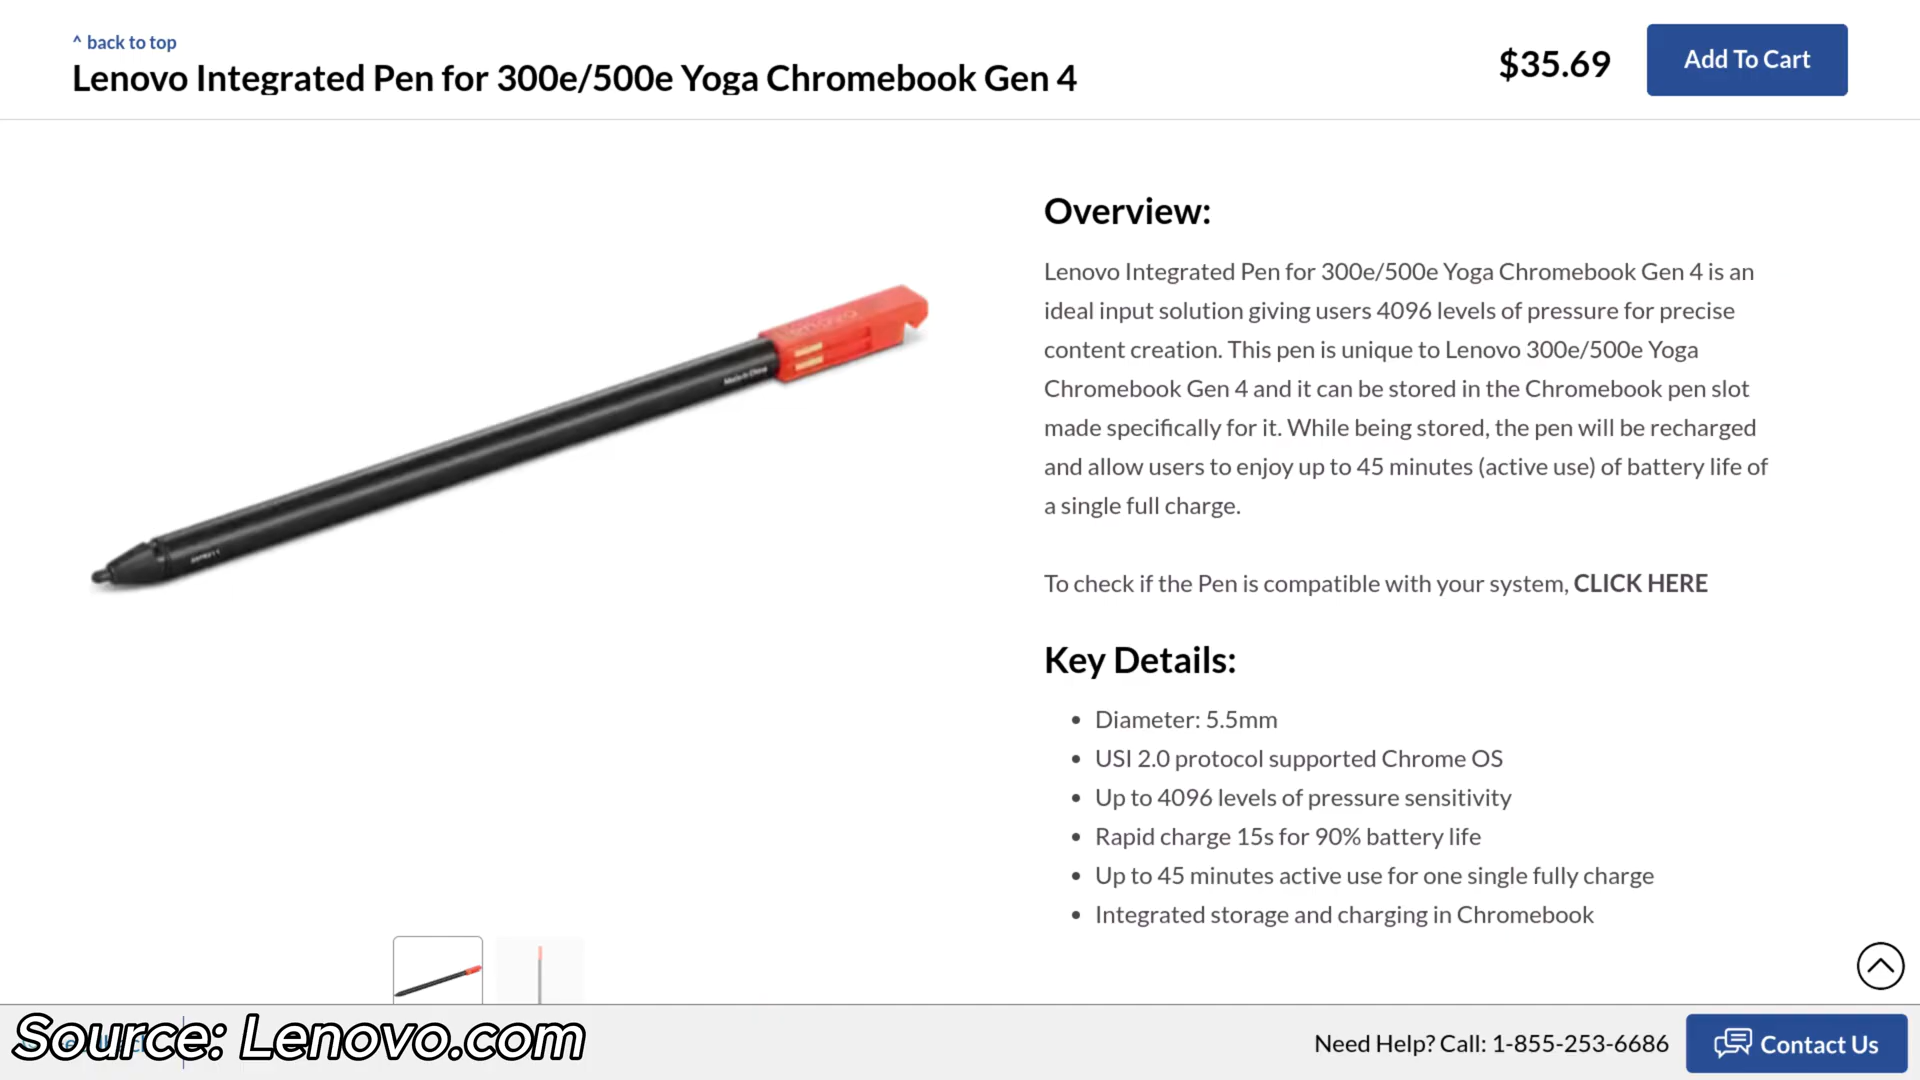 ^ back to top
Lenovo Integrated Pen for 300e/500e Yoga Chromebook Gen 4
$35.69
Add To Cart
Lenovo
Made in China
Overview:
Lenovo Integrated Pen for 300e/500e Yoga Chromebook Gen 4 is an
ideal input solution giving users 4096 levels of pressure for precise
content creation. This pen is unique to Lenovo 300e/500e Yoga
Chromebook Gen 4 and it can be stored in the Chromebook pen slot
made specifically for it. While being stored, the pen will be recharged
and allow users to enjoy up to 45 minutes (active use) of battery life of
a single full charge.
To check if the Pen is compatible with your system, CLICK HERE
Key Details:
• Diameter: 5.5mm
• USI 2.0 protocol supported Chrome OS
• Up to 4096 levels of pressure sensitivity
• Rapid charge 15s for 90% battery life
• Up to 45 minutes active use for one single fully charge
• Integrated storage and charging in Chromebook
Source: Lenovo.com
Need Help? Call: 1-855-253-6686
Contact Us